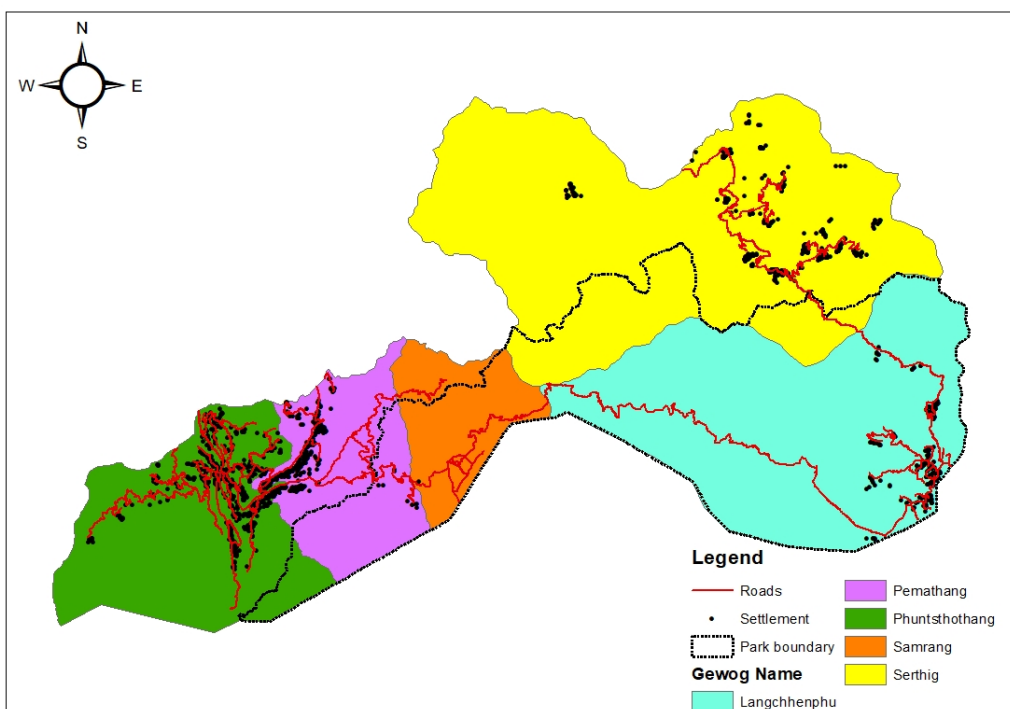 N
W E
S
Legend
Roads
Settlement
Park boundary
Gewog Name
Langchhenphu
Pemathang
Phuntsthothang
Samrang
Serthig